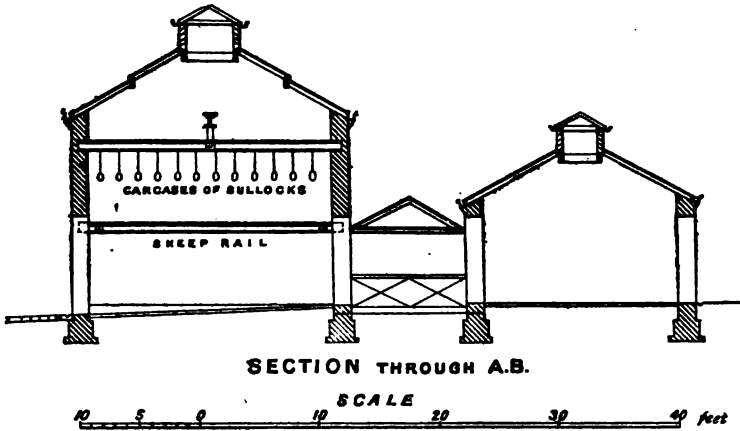 CARCASES OF BULLOCKS
SHEEP RAIL
SECTION THROUGH A.B.
SCALE
10 5 0 10 20 30 40 feet